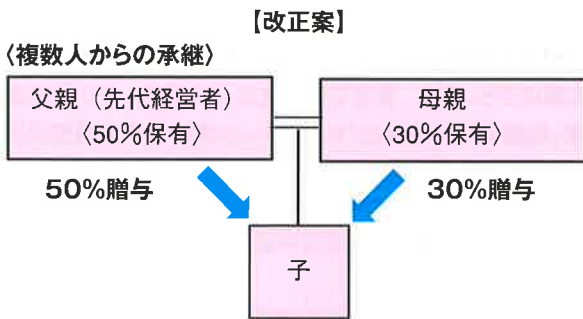 【改正案】
〈複数人からの承継〉
父親（先代経営者）
〈50％保有〉
母親
〈30％保有〉
50％贈与
30％贈与
子